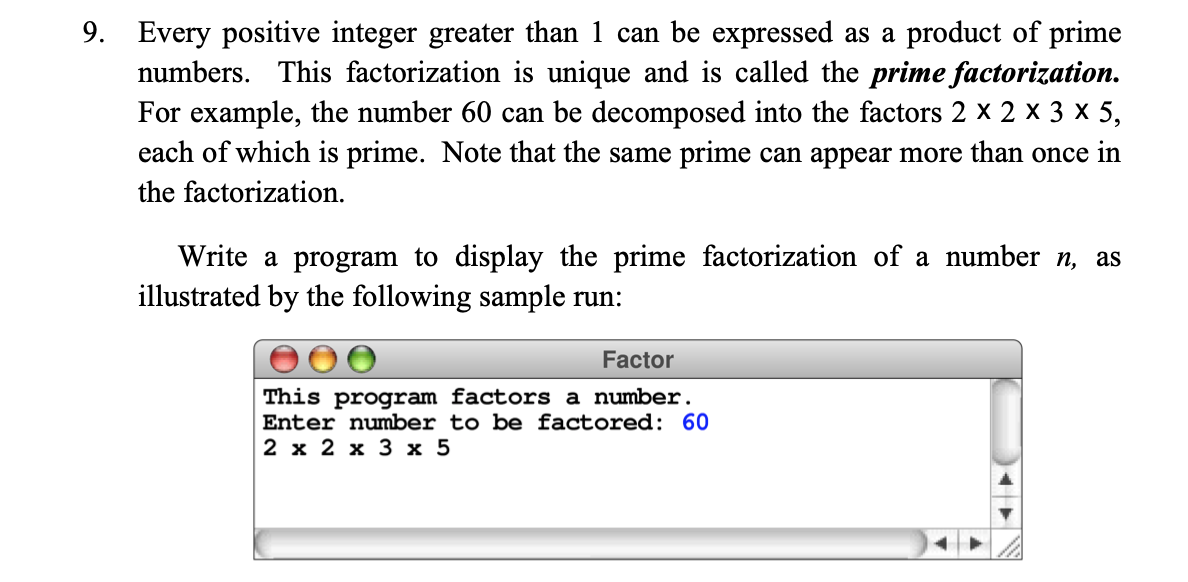 9. Every positive integer greater than 1 can be expressed as a product of prime
numbers. This factorization is unique and is called the prime factorization.
For example, the number 60 can be decomposed into the factors 2 x 2 x 3 x 5,
each of which is prime. Note that the same prime can appear more than once in
the factorization.
Write a program to display the prime factorization of a number n, as
illustrated by the following sample run:
Factor
This program factors a number.
Enter number to be factored: 60
2 x 2 x 3 x 5